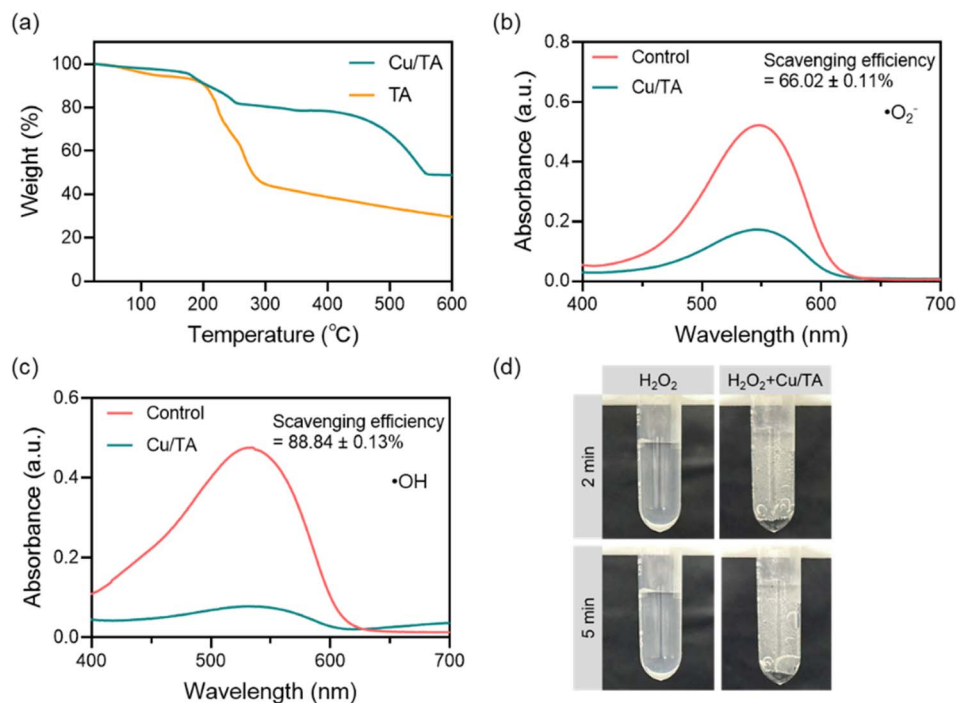 (a)
Weight (%)
100
80
60
40
20
0
100 200 300 400 500 600
Temperature (°C)
Cu/TA
TA
(b)
Absorbance (a.u.)
0.8
0.6
0.4
0.2
0.0
400 500 600 700
Wavelength (nm)
Control
Cu/TA
Scavenging efficiency
= 66.02 ± 0.11%
•O₂⁻
(c)
Absorbance (a.u.)
0.6
0.4
0.2
0.0
400 500 600 700
Wavelength (nm)
Control
Cu/TA
Scavenging efficiency
= 88.84 ± 0.13%
•OH
(d)
H₂O₂
H₂O₂+Cu/TA
2 min
5 min